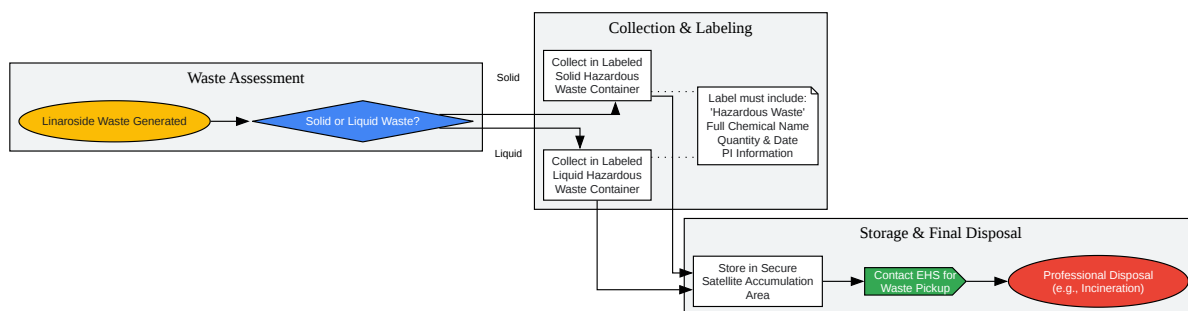 Collection & Labeling
Waste Assessment
Linaroside Waste Generated
Solid or Liquid Waste?
Solid
Liquid
Collect in Labeled
Solid Hazardous
Waste Container
Collect in Labeled
Liquid Hazardous
Waste Container
Label must include:
'Hazardous Waste'
Full Chemical Name
Quantity & Date
PI Information
Storage & Final Disposal
Store in Secure
Satellite Accumulation
Area
Contact EHS for
Waste Pickup
Professional Disposal
(e.g., Incineration)